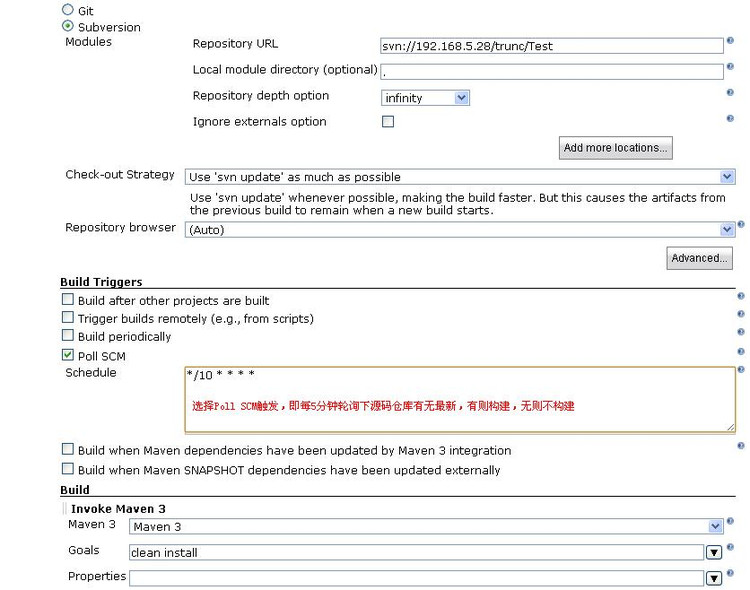 Git
Subversion
Modules
Repository URL
svn://192.168.5.28/trunc/Test
Local module directory (optional)
.
Repository depth option
infinity
Ignore externals option
Add more locations...
Check-out Strategy
Use 'svn update' as much as possible
Use 'svn update' whenever possible, making the build faster. But this causes the artifacts from
the previous build to remain when a new build starts.
Repository browser
(Auto)
Advanced...
Build Triggers
Build after other projects are built
Trigger builds remotely (e.g., from scripts)
Build periodically
Poll SCM
Schedule
*/10 * * * *
选择Poll SCM触发，即每5分钟轮询下源码仓库有无最新，有则构建，无则不构建
Build when Maven dependencies have been updated by Maven 3 integration
Build when Maven SNAPSHOT dependencies have been updated externally
Build
Invoke Maven 3
Maven 3
Maven 3
Goals
clean install
Properties